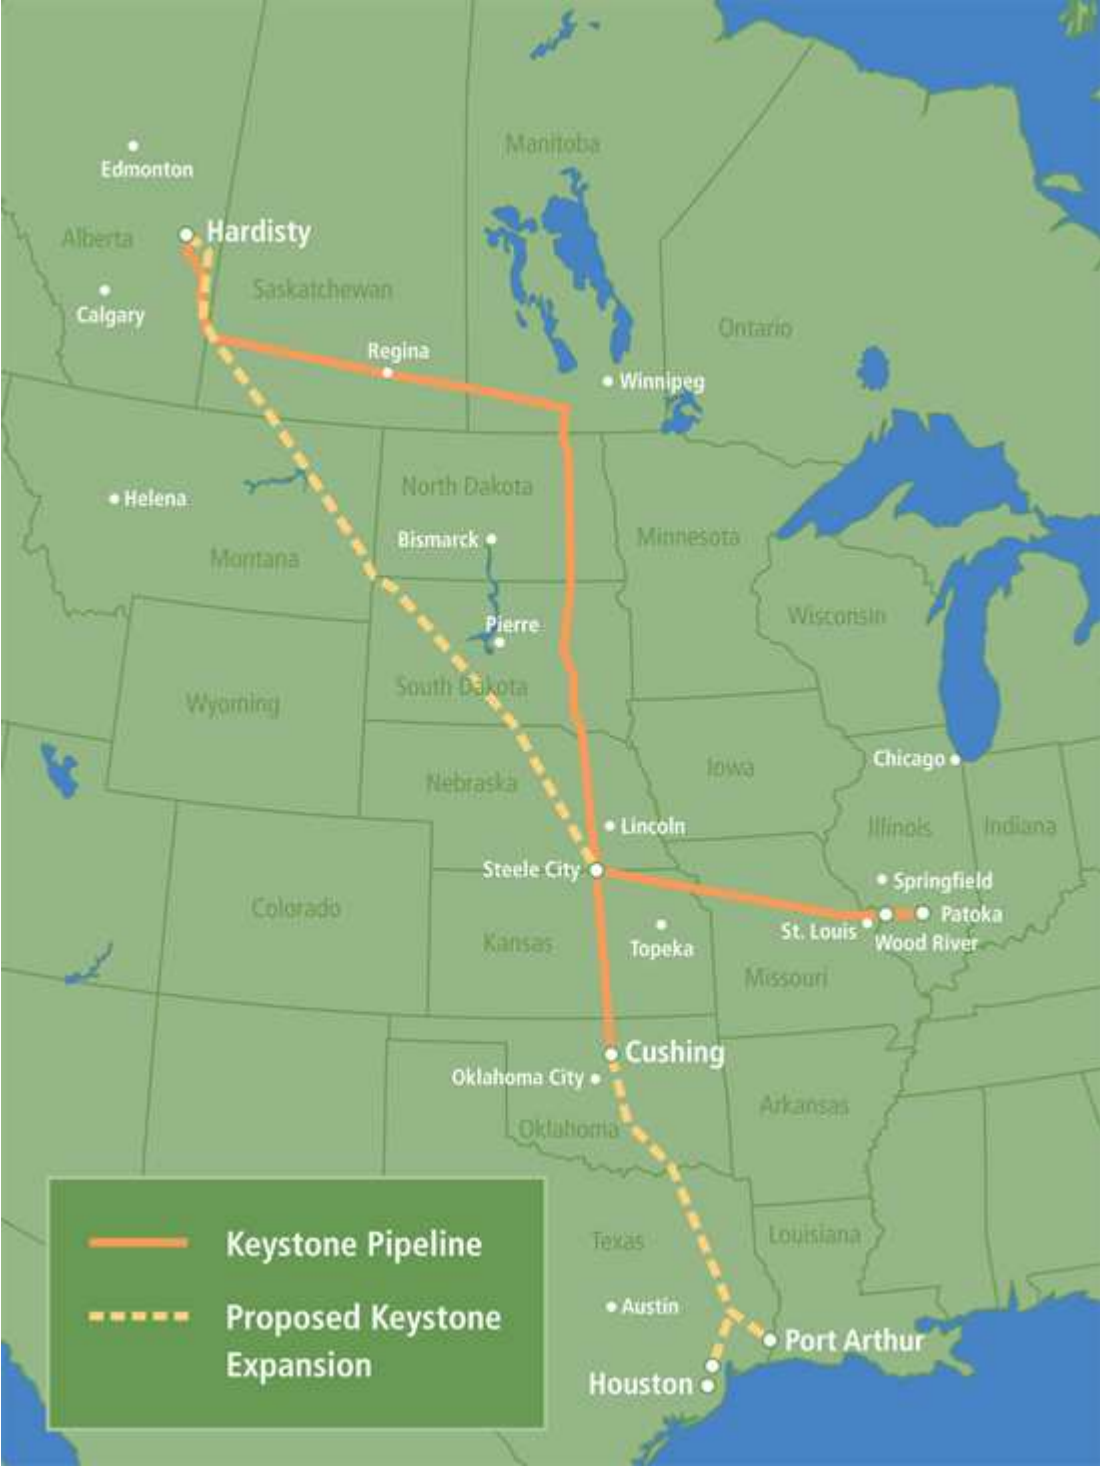 Manitoba
Edmonton
Hardisty
Alberta
Saskatchewan
Calgary
Ontario
Regina
Winnipeg
North Dakota
Helena
Bismarck
Minnesota
Montana
Wisconsin
Pierre
South Dakota
Wyoming
Chicago
Iowa
Nebraska
Lincoln
Illinois
Indiana
Steele City
Springfield
Colorado
Patoka
St. Louis
Wood River
Kansas
Topeka
Missouri
Cushing
Oklahoma City
Arkansas
Oklahoma
Texas
Louisiana
Keystone Pipeline
Austin
Proposed Keystone
Expansion
Port Arthur
Houston